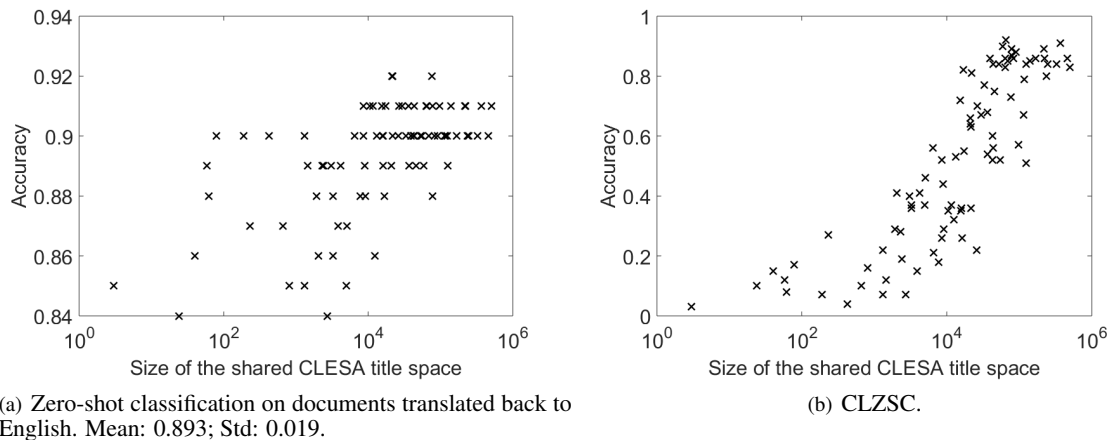 0.94
0.92
0.9
0.88
0.86
0.84
Accuracy
10^0
10^2
10^4
10^6
Size of the shared CLESA title space
(a) Zero-shot classification on documents translated back to
English. Mean: 0.893; Std: 0.019.
1
0.8
0.6
0.4
0.2
0
Accuracy
10^0
10^2
10^4
10^6
Size of the shared CLESA title space
(b) CLZSC.